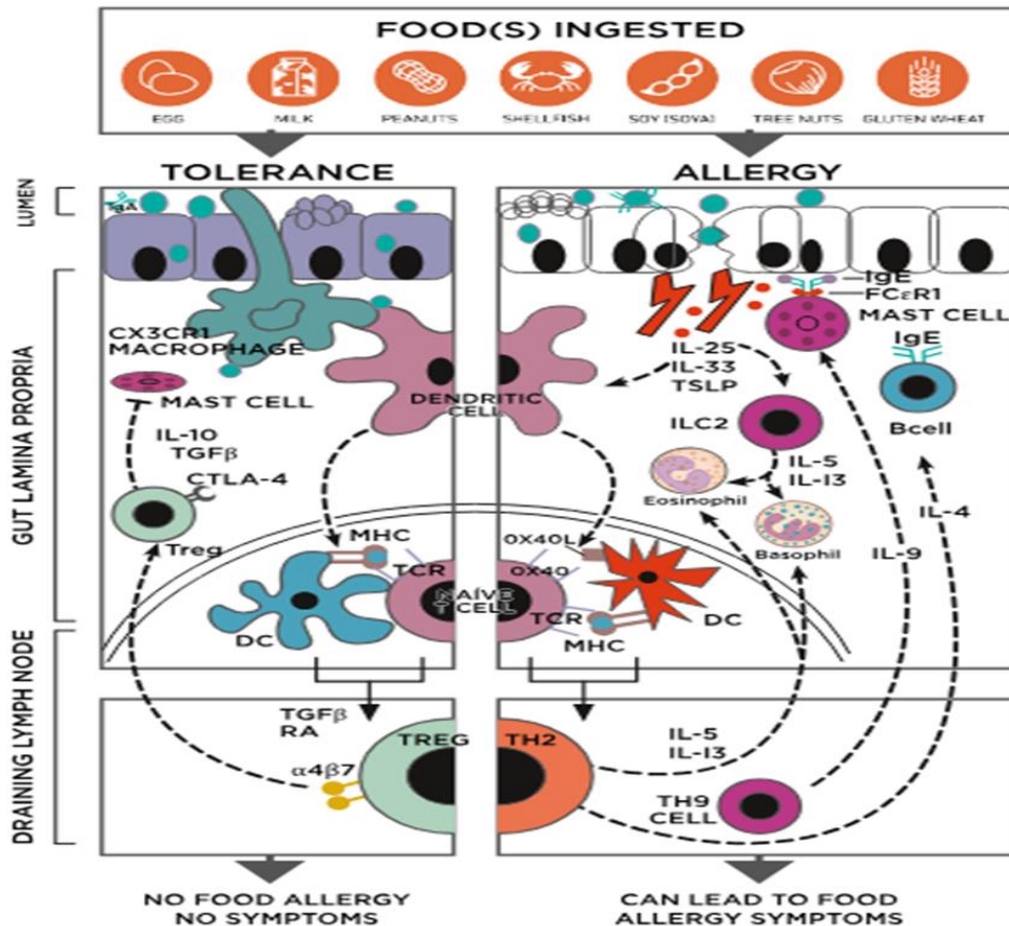 FOOD(S) INGESTED
EGG
MILK
PEANUTS
SHELLFISH
SOY (SOYA)
TREE NUTS
GLUTEN WHEAT
TOLERANCE
ALLERGY
LUMEN
GUT LAMINA PROPRIA
DRAINING LYMPH NODE
IgA
CX3CR1
MACROPHAGE
MAST CELL
IL-10
TGFβ
CTLA-4
Treg
DENDRITIC
CELL
MHC
TCR
NAÏVE
T CELL
DC
TGFβ
RA
α4β7
TREG
IgE
FCεR1
MAST CELL
IgE
Bcell
IL-25
IL-33
TSLP
ILC2
IL-5
IL-13
Eosinophil
Basophil
IL-4
IL-9
OX40L
OX40
TCR
MHC
DC
TH2
IL-5
IL-13
TH9
CELL
NO FOOD ALLERGY
NO SYMPTOMS
CAN LEAD TO FOOD
ALLERGY SYMPTOMS